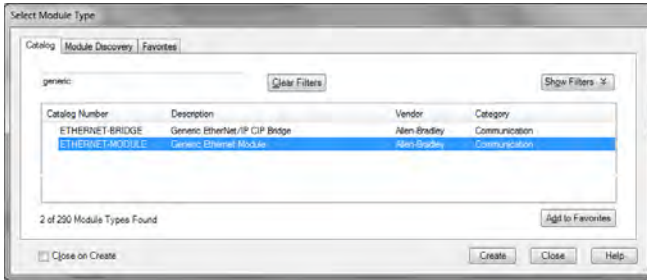 Select Module Type
Catalog Module Discovery Favorites
generic Clear Filters Show Filters
Catalog Number Description Vendor Category
ETHERNET-BRIDGE Generic EtherNet/IP CIP Bridge Allen-Bradley Communication
ETHERNET-MODULE Generic Ethernet Module Allen-Bradley Communication
2 of 290 Module Types Found Add to Favorites
Close on Create Create Close Help